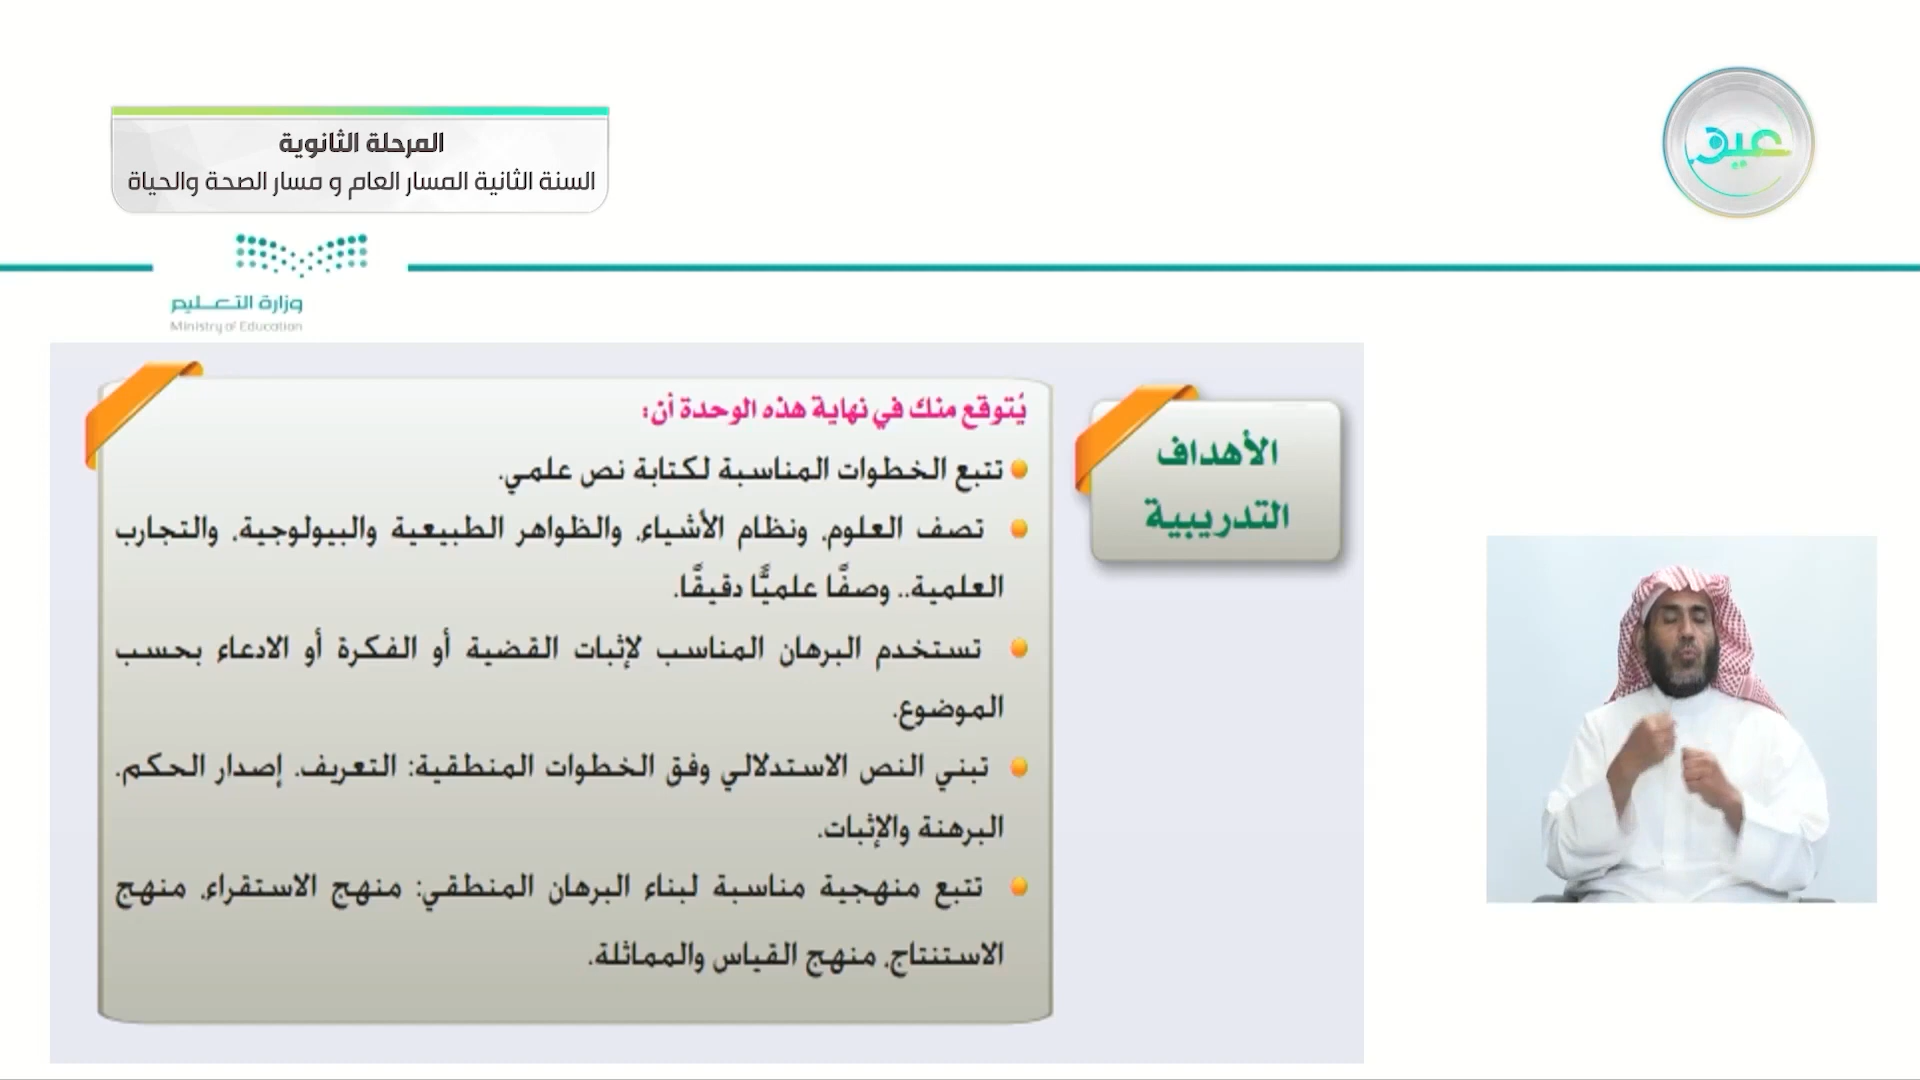 المرحلة الثانوية
السنة الثانية المسار العام و مسار الصحة والحياة
عين
وزارة التعليم
Ministry of Education
الأهداف
التدريبية
يُتوقع منك في نهاية هذه الوحدة أن:
تتبع الخطوات المناسبة لكتابة نص علمي.
تصف العلوم، ونظام الأشياء، والظواهر الطبيعية والبيولوجية، والتجارب
العلمية.. وصفًا علميًّا دقيقًا.
تستخدم البرهان المناسب لإثبات القضية أو الفكرة أو الادعاء بحسب
الموضوع.
تبني النص الاستدلالي وفق الخطوات المنطقية: التعريف. إصدار الحكم.
البرهنة والإثبات.
تتبع منهجية مناسبة لبناء البرهان المنطقي: منهج الاستقراء، منهج
الاستنتاج، منهج القياس والمماثلة.